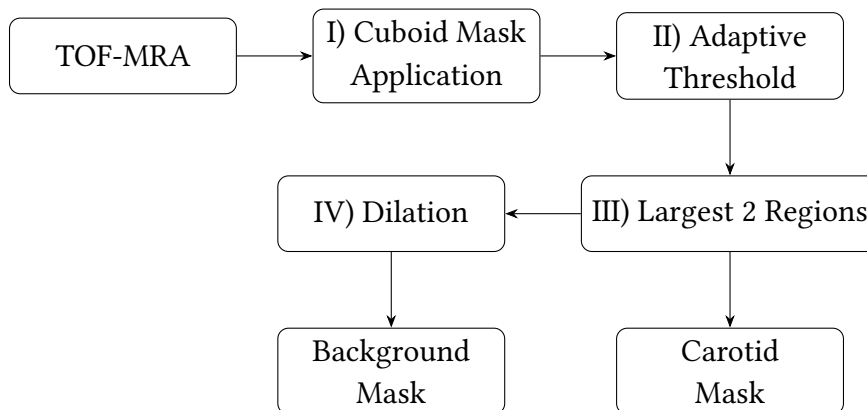 TOF-MRA
I) Cuboid Mask
Application
II) Adaptive
Threshold
IV) Dilation
III) Largest 2 Regions
Background
Mask
Carotid
Mask